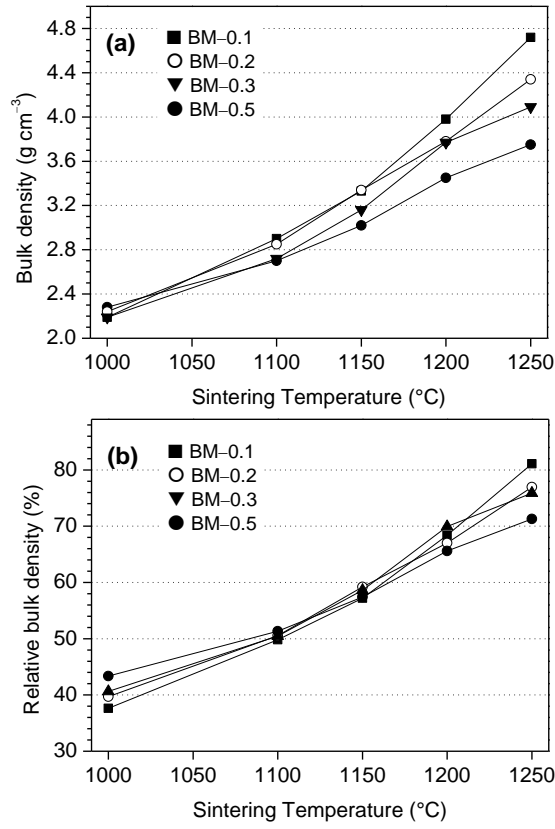 (a)
BM–0.1
BM–0.2
BM–0.3
BM–0.5
Bulk density (g cm⁻³)
4.8
4.4
4.0
3.6
3.2
2.8
2.4
2.0
1000 1050 1100 1150 1200 1250
Sintering Temperature (°C)
(b)
BM–0.1
BM–0.2
BM–0.3
BM–0.5
Relative bulk density (%)
80
70
60
50
40
30
1000 1050 1100 1150 1200 1250
Sintering Temperature (°C)